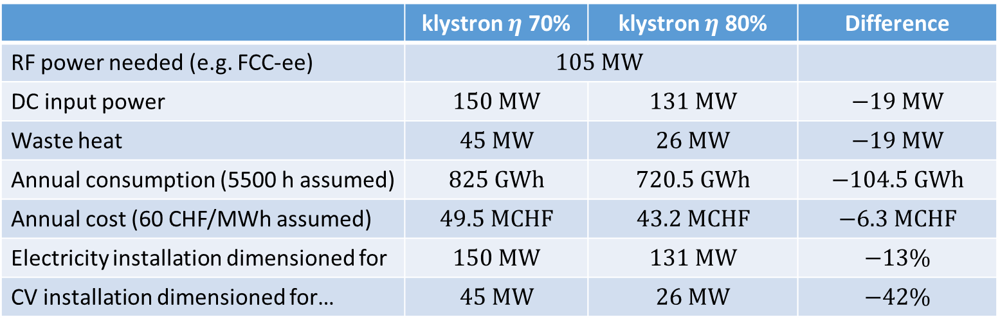 klystron η 70% klystron η 80% Difference
RF power needed (e.g. FCC-ee) 105 MW
DC input power 150 MW 131 MW −19 MW
Waste heat 45 MW 26 MW −19 MW
Annual consumption (5500 h assumed) 825 GWh 720.5 GWh −104.5 GWh
Annual cost (60 CHF/MWh assumed) 49.5 MCHF 43.2 MCHF −6.3 MCHF
Electricity installation dimensioned for 150 MW 131 MW −13%
CV installation dimensioned for… 45 MW 26 MW −42%